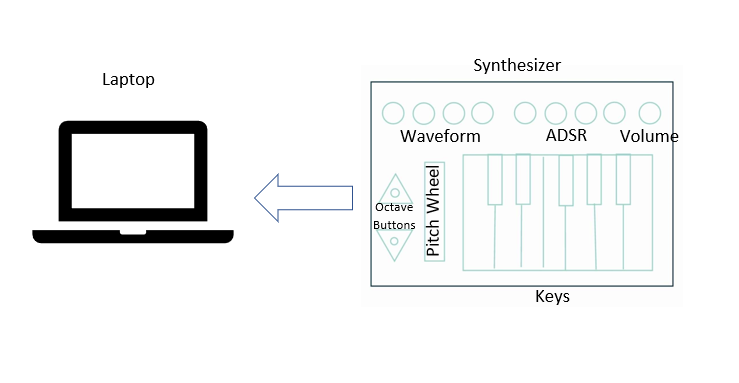 Synthesizer
Laptop
Waveform
ADSR
Volume
Octave
Buttons
Pitch Wheel
Keys